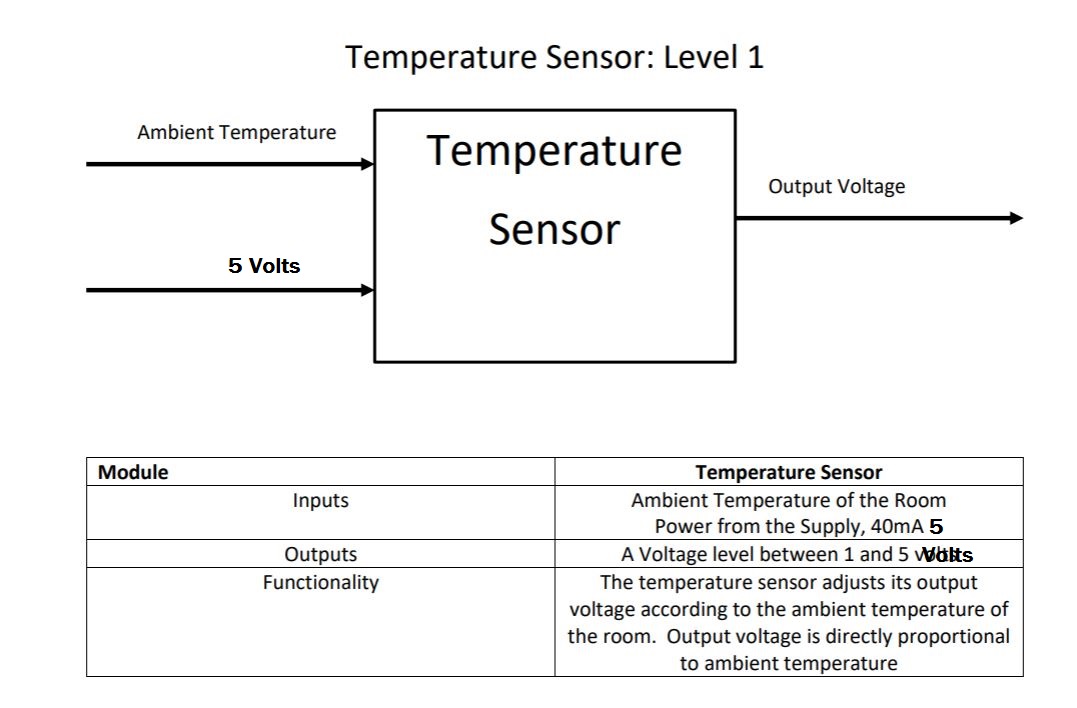 Temperature Sensor: Level 1
Ambient Temperature
Temperature
Sensor
Output Voltage
5 Volts
Module Temperature Sensor
Inputs Ambient Temperature of the Room
Power from the Supply, 40mA 5
Outputs A Voltage level between 1 and 5 volts
Volts
Functionality The temperature sensor adjusts its output
voltage according to the ambient temperature of
the room. Output voltage is directly proportional
to ambient temperature